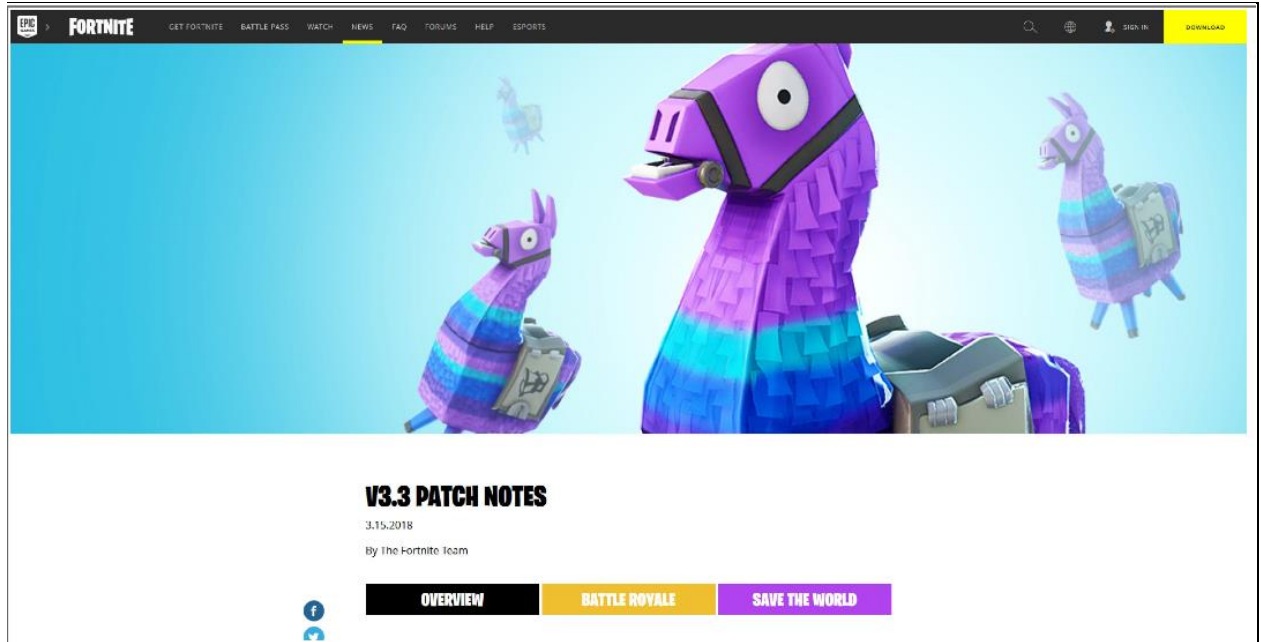 EPIC GAMES > FORTNITE GET FORTNITE BATTLE PASS WATCH NEWS FAQ FORUMS HELP ESPORTS SIGN IN DOWNLOAD
V3.3 PATCH NOTES
3.15.2018
By The Fortnite Team
OVERVIEW BATTLE ROYALE SAVE THE WORLD
f